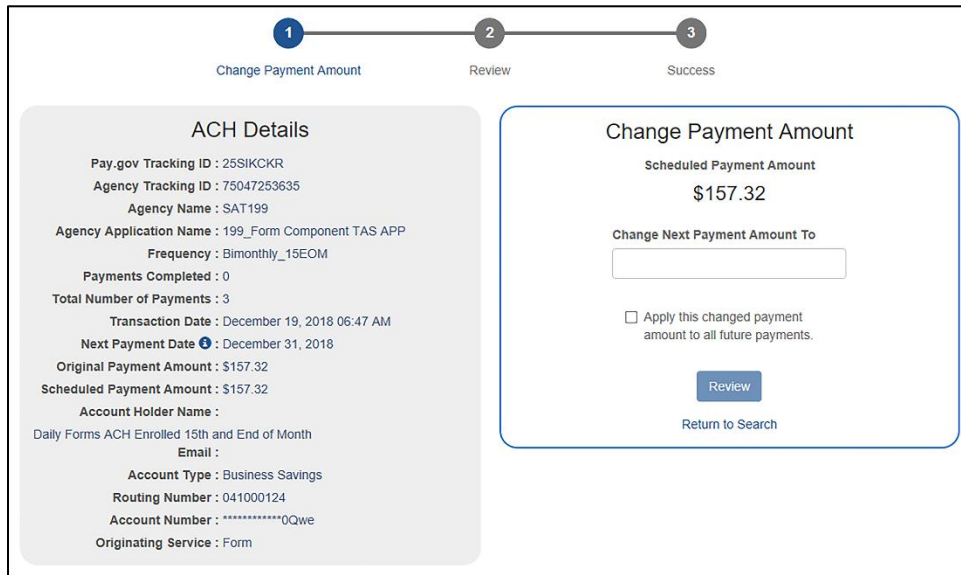 1
2
3
Change Payment Amount
Review
Success
ACH Details
Pay.gov Tracking ID : 25SIKCKR
Agency Tracking ID : 75047253635
Agency Name : SAT199
Agency Application Name : 199_Form Component TAS APP
Frequency : Bimonthly_15EOM
Payments Completed : 0
Total Number of Payments : 3
Transaction Date : December 19, 2018 06:47 AM
Next Payment Date i : December 31, 2018
Original Payment Amount : $157.32
Scheduled Payment Amount : $157.32
Account Holder Name :
Daily Forms ACH Enrolled 15th and End of Month
Email :
Account Type : Business Savings
Routing Number : 041000124
Account Number : ************0Qwe
Originating Service : Form
Change Payment Amount
Scheduled Payment Amount
$157.32
Change Next Payment Amount To
Apply this changed payment
amount to all future payments.
Review
Return to Search